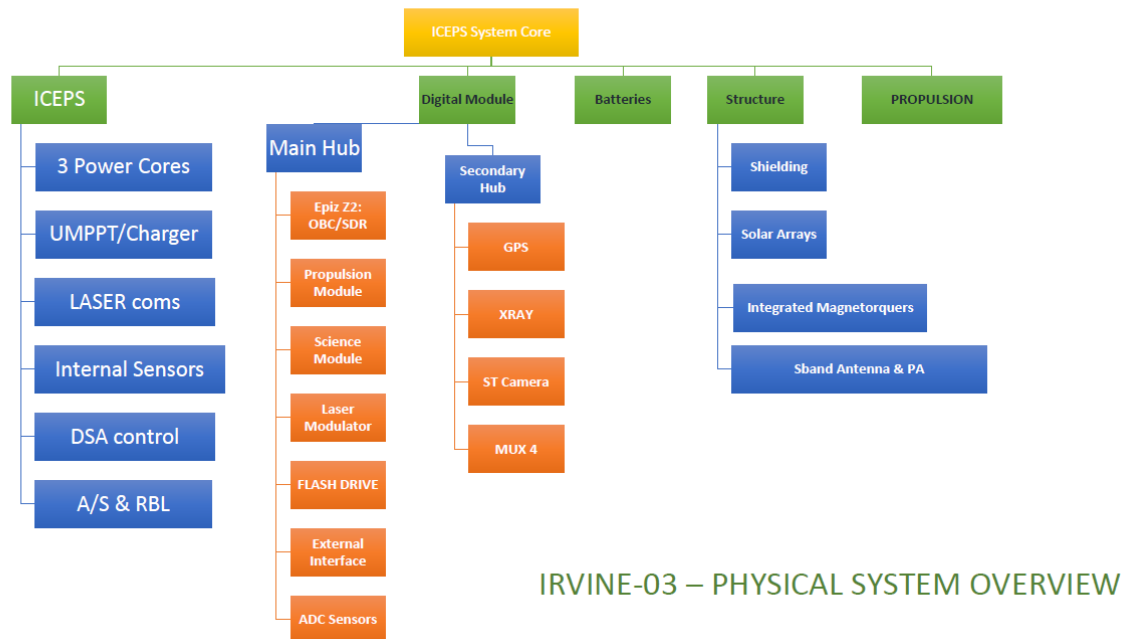 ICEPS System Core
ICEPS
Digital Module
Batteries
Structure
PROPULSION
3 Power Cores
UMPPT/Charger
LASER coms
Internal Sensors
DSA control
A/S & RBL
Main Hub
Epiz Z2:
OBC/SDR
Propulsion
Module
Science
Module
Laser
Modulator
FLASH DRIVE
External
Interface
ADC Sensors
Secondary
Hub
GPS
XRAY
ST Camera
MUX 4
Shielding
Solar Arrays
Integrated Magnetorquers
Sband Antenna & PA
IRVINE-03 – PHYSICAL SYSTEM OVERVIEW